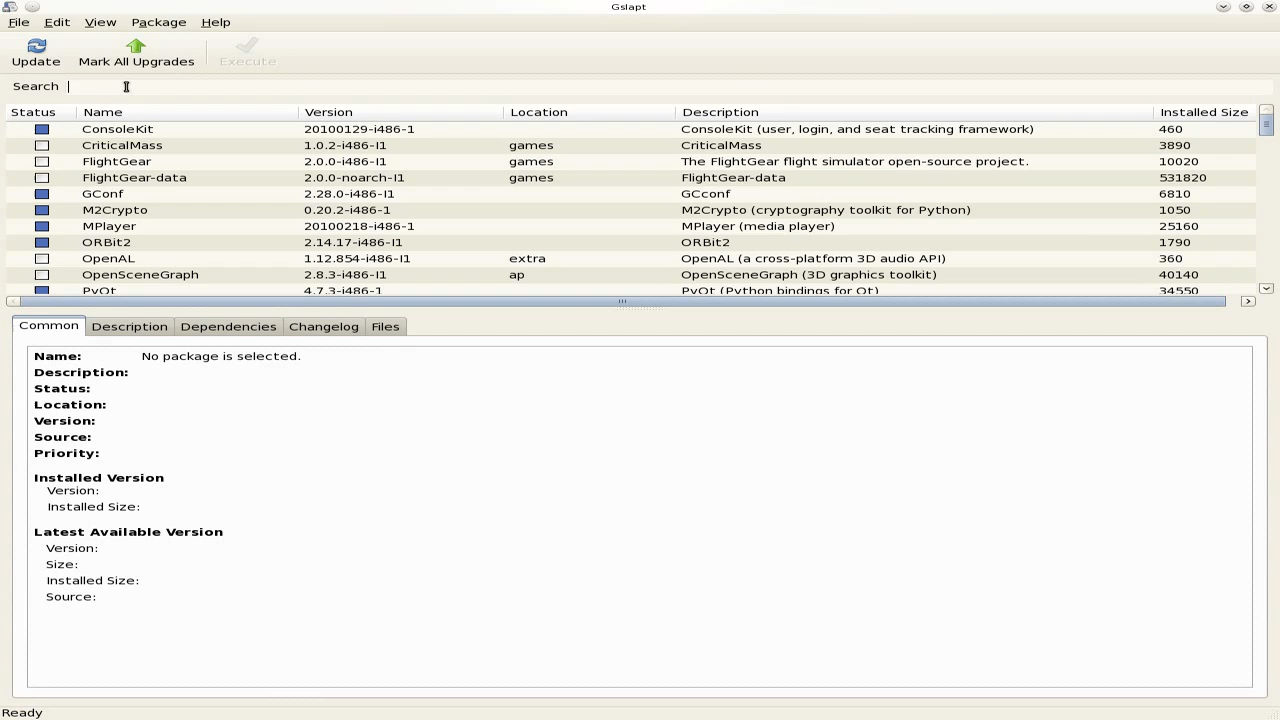 Gslapt
File Edit View Package Help
Update Mark All Upgrades Execute
Search
Status Name Version Location Description Installed Size
ConsoleKit 20100129-i486-1 ConsoleKit (user, login, and seat tracking framework) 460
CriticalMass 1.0.2-i486-l1 games CriticalMass 3890
FlightGear 2.0.0-i486-l1 games The FlightGear flight simulator open-source project. 10020
FlightGear-data 2.0.0-noarch-l1 games FlightGear-data 531820
GConf 2.28.0-i486-l1 GCconf 6810
M2Crypto 0.20.2-i486-1 M2Crypto (cryptography toolkit for Python) 1050
MPlayer 20100218-i486-1 MPlayer (media player) 25160
ORBit2 2.14.17-i486-l1 ORBit2 1790
OpenAL 1.12.854-i486-l1 extra OpenAL (a cross-platform 3D audio API) 360
OpenSceneGraph 2.8.3-i486-l1 ap OpenSceneGraph (3D graphics toolkit) 40140
PyQt 4.7.3-i486-1 PyQt (Python bindings for Qt) 34550
Common Description Dependencies Changelog Files
Name: No package is selected.
Description:
Status:
Location:
Version:
Source:
Priority:
Installed Version
Version:
Installed Size:
Latest Available Version
Version:
Size:
Installed Size:
Source:
Ready